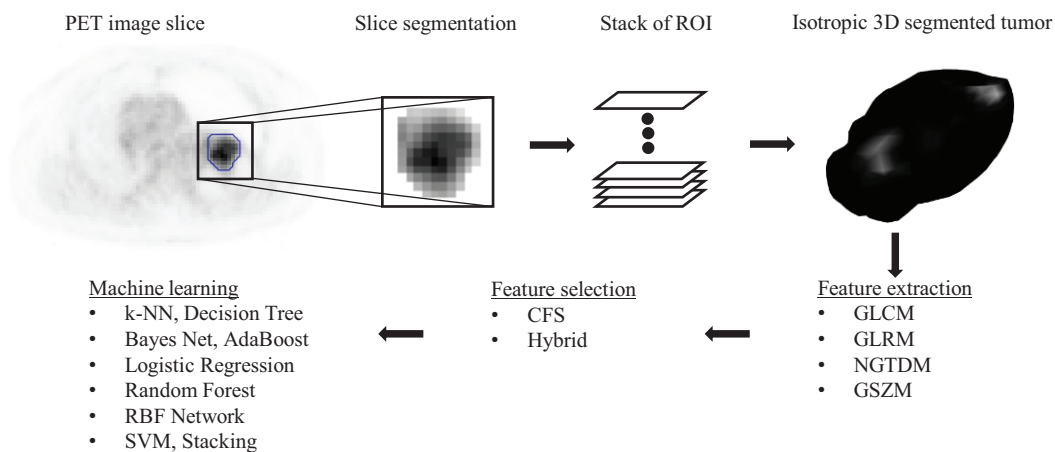 PET image slice
Slice segmentation
Stack of ROI
Isotropic 3D segmented tumor
Machine learning
• k-NN, Decision Tree
• Bayes Net, AdaBoost
• Logistic Regression
• Random Forest
• RBF Network
• SVM, Stacking
Feature selection
• CFS
• Hybrid
Feature extraction
• GLCM
• GLRM
• NGTDM
• GSZM